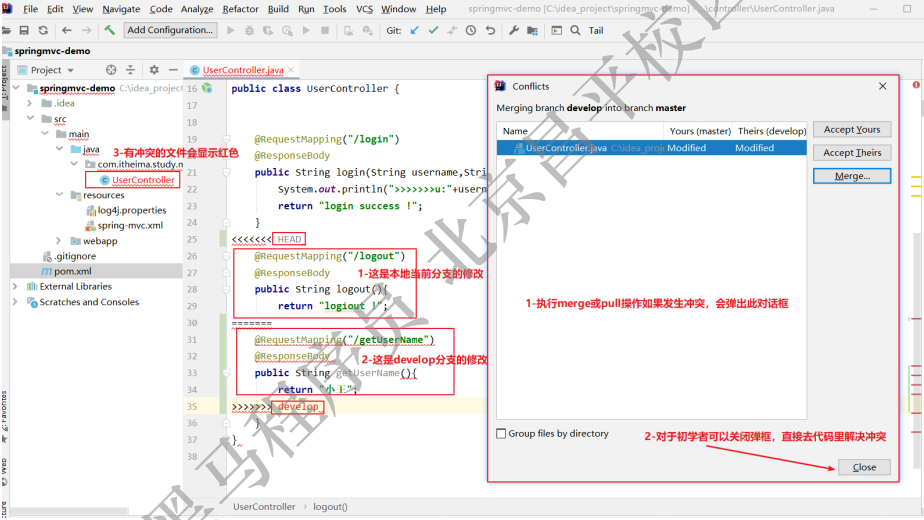 File Edit View Navigate Code Analyze Refactor Build Run Tools VCS Window Help springmvc-demo [C:\idea_project\springmvc-demo] - ...\controller\UserController.java
Add Configuration... Git: Tail
springmvc-demo
1: Project
Project
springmvc-demo C:\idea_project
.idea
src
main
java
3-有冲突的文件会显示红色
com.itheima.study.n
UserController
resources
log4j.properties
spring-mvc.xml
webapp
.gitignore
pom.xml
External Libraries
Scratches and Consoles
Favorites
Web
UserController.java
16 public class UserController {
17
18
19 @RequestMapping("/login")
20 @ResponseBody
21 public String login(String username,Stri
22 System.out.println(">>>>>>>u:"+usern
23 return "login success !";
24 }
25 <<<<<<< HEAD
26 @RequestMapping("/logout")
27 @ResponseBody
1-这是本地当前分支的修改
28 public String logout(){
29 return "logiout !";
30 =======
31 @RequestMapping("/getUserName")
32 @ResponseBody
2-这是develop分支的修改
33 public String getUserName(){
34 return "小王";
35 >>>>>>> develop
36 }
37 }
38
UserController › logout()
Conflicts
Merging branch develop into branch master
Name Yours (master) Theirs (develop)
UserController.java C:\idea_proj Modified Modified
Accept Yours
Accept Theirs
Merge...
1-执行merge或pull操作如果发生冲突，会弹出此对话框
Group files by directory
2-对于初学者可以关闭弹框，直接去代码里解决冲突
Close
黑马程序员 北京昌平校区